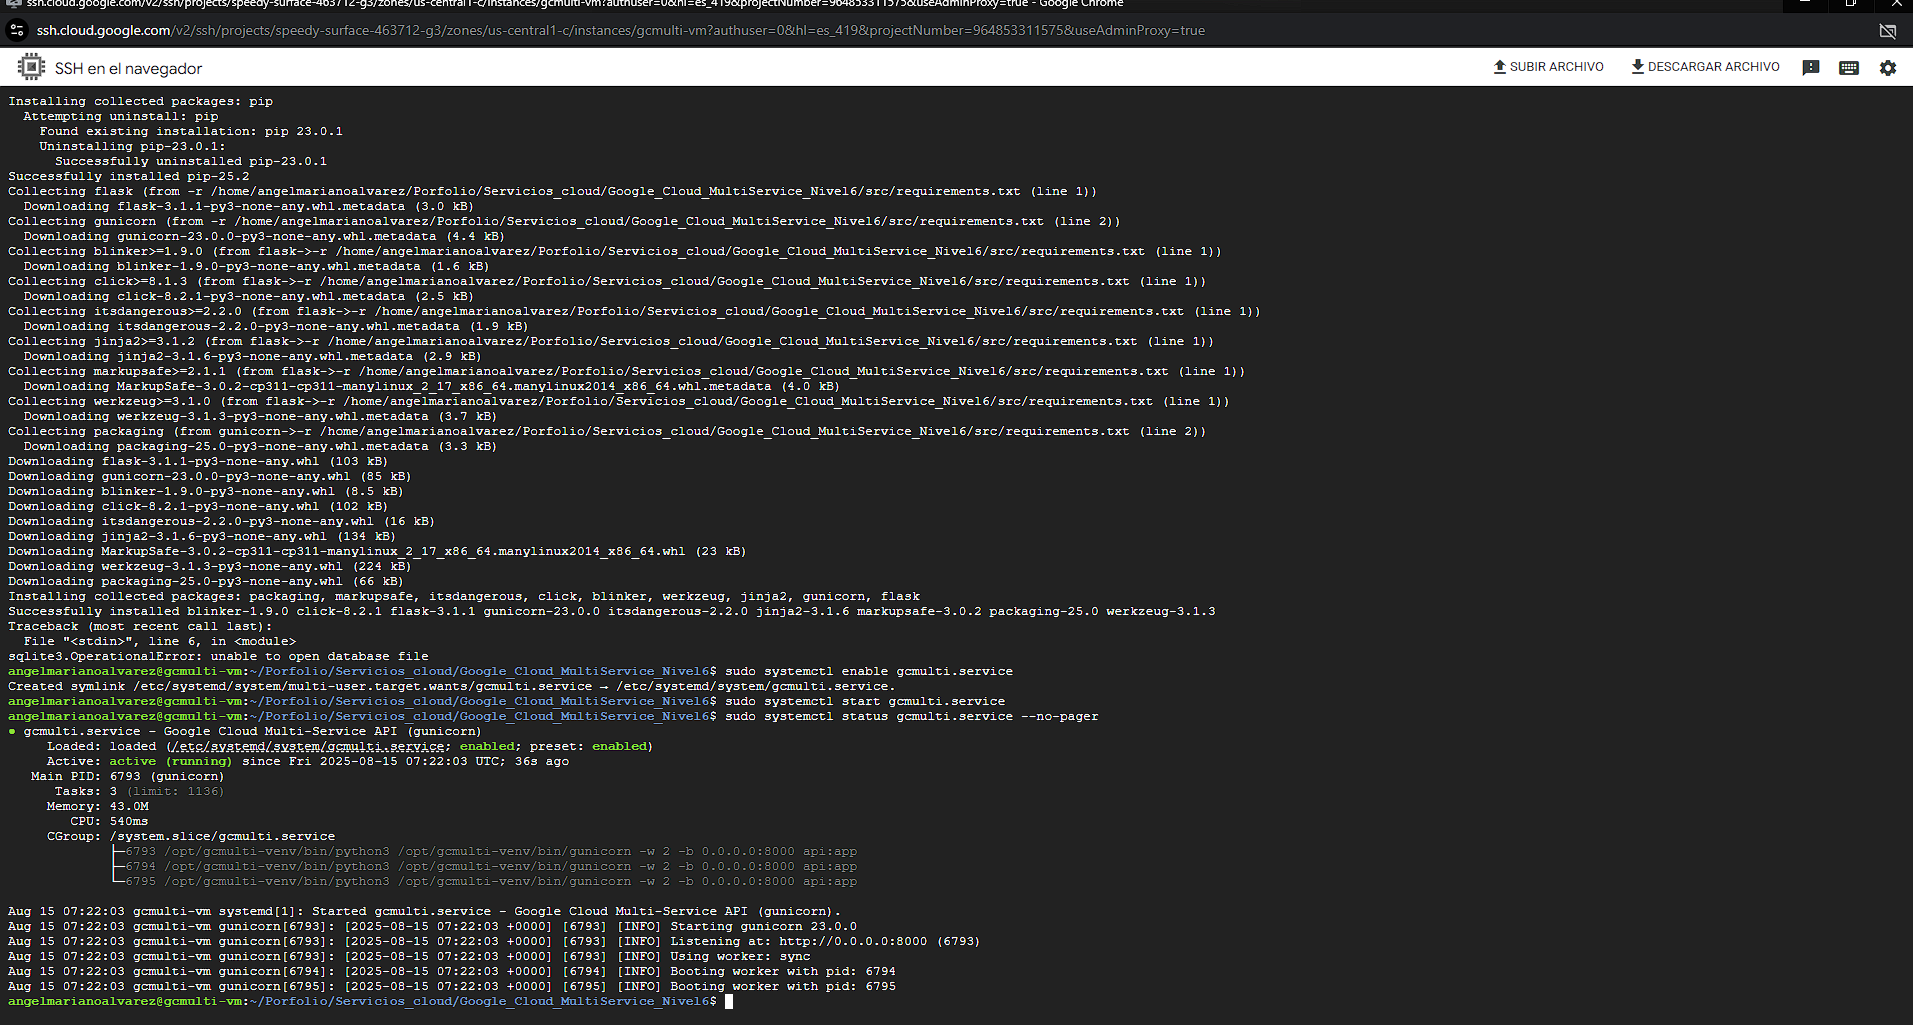 ssh.cloud.google.com/v2/ssh/projects/speedy-surface-463712-g3/zones/us-central1-c/instances/gcmulti-vm?authuser=0&hl=es_419&projectNumber=964853311575&useAdminProxy=true - Google Chrome
ssh.cloud.google.com/v2/ssh/projects/speedy-surface-463712-g3/zones/us-central1-c/instances/gcmulti-vm?authuser=0&hl=es_419&projectNumber=964853311575&useAdminProxy=true
SSH en el navegador
SUBIR ARCHIVO
DESCARGAR ARCHIVO
Installing collected packages: pip
  Attempting uninstall: pip
    Found existing installation: pip 23.0.1
    Uninstalling pip-23.0.1:
      Successfully uninstalled pip-23.0.1
Successfully installed pip-25.2
Collecting flask (from -r /home/angelmarianoalvarez/Porfolio/Servicios_cloud/Google_Cloud_MultiService_Nivel6/src/requirements.txt (line 1))
  Downloading flask-3.1.1-py3-none-any.whl.metadata (3.0 kB)
Collecting gunicorn (from -r /home/angelmarianoalvarez/Porfolio/Servicios_cloud/Google_Cloud_MultiService_Nivel6/src/requirements.txt (line 2))
  Downloading gunicorn-23.0.0-py3-none-any.whl.metadata (4.4 kB)
Collecting blinker>=1.9.0 (from flask->-r /home/angelmarianoalvarez/Porfolio/Servicios_cloud/Google_Cloud_MultiService_Nivel6/src/requirements.txt (line 1))
  Downloading blinker-1.9.0-py3-none-any.whl.metadata (1.6 kB)
Collecting click>=8.1.3 (from flask->-r /home/angelmarianoalvarez/Porfolio/Servicios_cloud/Google_Cloud_MultiService_Nivel6/src/requirements.txt (line 1))
  Downloading click-8.2.1-py3-none-any.whl.metadata (2.5 kB)
Collecting itsdangerous>=2.2.0 (from flask->-r /home/angelmarianoalvarez/Porfolio/Servicios_cloud/Google_Cloud_MultiService_Nivel6/src/requirements.txt (line 1))
  Downloading itsdangerous-2.2.0-py3-none-any.whl.metadata (1.9 kB)
Collecting jinja2>=3.1.2 (from flask->-r /home/angelmarianoalvarez/Porfolio/Servicios_cloud/Google_Cloud_MultiService_Nivel6/src/requirements.txt (line 1))
  Downloading jinja2-3.1.6-py3-none-any.whl.metadata (2.9 kB)
Collecting markupsafe>=2.1.1 (from flask->-r /home/angelmarianoalvarez/Porfolio/Servicios_cloud/Google_Cloud_MultiService_Nivel6/src/requirements.txt (line 1))
  Downloading MarkupSafe-3.0.2-cp311-cp311-manylinux_2_17_x86_64.manylinux2014_x86_64.whl.metadata (4.0 kB)
Collecting werkzeug>=3.1.0 (from flask->-r /home/angelmarianoalvarez/Porfolio/Servicios_cloud/Google_Cloud_MultiService_Nivel6/src/requirements.txt (line 1))
  Downloading werkzeug-3.1.3-py3-none-any.whl.metadata (3.7 kB)
Collecting packaging (from gunicorn->-r /home/angelmarianoalvarez/Porfolio/Servicios_cloud/Google_Cloud_MultiService_Nivel6/src/requirements.txt (line 2))
  Downloading packaging-25.0-py3-none-any.whl.metadata (3.3 kB)
Downloading flask-3.1.1-py3-none-any.whl (103 kB)
Downloading gunicorn-23.0.0-py3-none-any.whl (85 kB)
Downloading blinker-1.9.0-py3-none-any.whl (8.5 kB)
Downloading click-8.2.1-py3-none-any.whl (102 kB)
Downloading itsdangerous-2.2.0-py3-none-any.whl (16 kB)
Downloading jinja2-3.1.6-py3-none-any.whl (134 kB)
Downloading MarkupSafe-3.0.2-cp311-cp311-manylinux_2_17_x86_64.manylinux2014_x86_64.whl (23 kB)
Downloading werkzeug-3.1.3-py3-none-any.whl (224 kB)
Downloading packaging-25.0-py3-none-any.whl (66 kB)
Installing collected packages: packaging, markupsafe, itsdangerous, click, blinker, werkzeug, jinja2, gunicorn, flask
Successfully installed blinker-1.9.0 click-8.2.1 flask-3.1.1 gunicorn-23.0.0 itsdangerous-2.2.0 jinja2-3.1.6 markupsafe-3.0.2 packaging-25.0 werkzeug-3.1.3
Traceback (most recent call last):
  File "<stdin>", line 6, in <module>
sqlite3.OperationalError: unable to open database file
angelmarianoalvarez@gcmulti-vm:~/Porfolio/Servicios_cloud/Google_Cloud_MultiService_Nivel6$ sudo systemctl enable gcmulti.service
Created symlink /etc/systemd/system/multi-user.target.wants/gcmulti.service → /etc/systemd/system/gcmulti.service.
angelmarianoalvarez@gcmulti-vm:~/Porfolio/Servicios_cloud/Google_Cloud_MultiService_Nivel6$ sudo systemctl start gcmulti.service
angelmarianoalvarez@gcmulti-vm:~/Porfolio/Servicios_cloud/Google_Cloud_MultiService_Nivel6$ sudo systemctl status gcmulti.service --no-pager
● gcmulti.service - Google Cloud Multi-Service API (gunicorn)
     Loaded: loaded (/etc/systemd/system/gcmulti.service; enabled; preset: enabled)
     Active: active (running) since Fri 2025-08-15 07:22:03 UTC; 36s ago
   Main PID: 6793 (gunicorn)
      Tasks: 3 (limit: 1136)
     Memory: 43.0M
        CPU: 540ms
     CGroup: /system.slice/gcmulti.service
             ├─6793 /opt/gcmulti-venv/bin/python3 /opt/gcmulti-venv/bin/gunicorn -w 2 -b 0.0.0.0:8000 api:app
             ├─6794 /opt/gcmulti-venv/bin/python3 /opt/gcmulti-venv/bin/gunicorn -w 2 -b 0.0.0.0:8000 api:app
             └─6795 /opt/gcmulti-venv/bin/python3 /opt/gcmulti-venv/bin/gunicorn -w 2 -b 0.0.0.0:8000 api:app
Aug 15 07:22:03 gcmulti-vm systemd[1]: Started gcmulti.service - Google Cloud Multi-Service API (gunicorn).
Aug 15 07:22:03 gcmulti-vm gunicorn[6793]: [2025-08-15 07:22:03 +0000] [6793] [INFO] Starting gunicorn 23.0.0
Aug 15 07:22:03 gcmulti-vm gunicorn[6793]: [2025-08-15 07:22:03 +0000] [6793] [INFO] Listening at: http://0.0.0.0:8000 (6793)
Aug 15 07:22:03 gcmulti-vm gunicorn[6793]: [2025-08-15 07:22:03 +0000] [6793] [INFO] Using worker: sync
Aug 15 07:22:03 gcmulti-vm gunicorn[6794]: [2025-08-15 07:22:03 +0000] [6794] [INFO] Booting worker with pid: 6794
Aug 15 07:22:03 gcmulti-vm gunicorn[6795]: [2025-08-15 07:22:03 +0000] [6795] [INFO] Booting worker with pid: 6795
angelmarianoalvarez@gcmulti-vm:~/Porfolio/Servicios_cloud/Google_Cloud_MultiService_Nivel6$